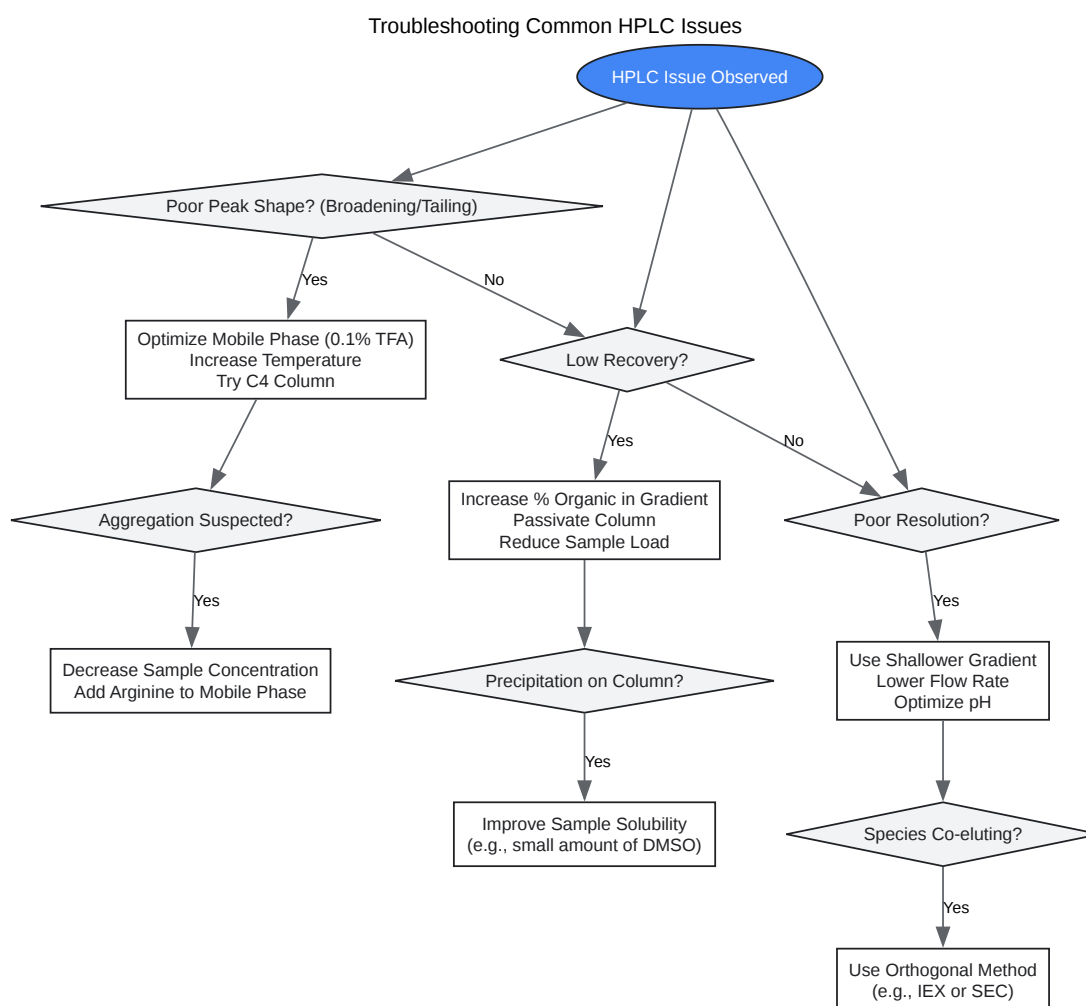 Troubleshooting Common HPLC Issues
HPLC Issue Observed
Poor Peak Shape? (Broadening/Tailing)
Yes
No
Optimize Mobile Phase (0.1% TFA)
Increase Temperature
Try C4 Column
Low Recovery?
Yes
No
Aggregation Suspected?
Increase % Organic in Gradient
Passivate Column
Reduce Sample Load
Poor Resolution?
Yes
Yes
Decrease Sample Concentration
Add Arginine to Mobile Phase
Precipitation on Column?
Use Shallower Gradient
Lower Flow Rate
Optimize pH
Yes
Improve Sample Solubility
(e.g., small amount of DMSO)
Species Co-eluting?
Yes
Use Orthogonal Method
(e.g., IEX or SEC)